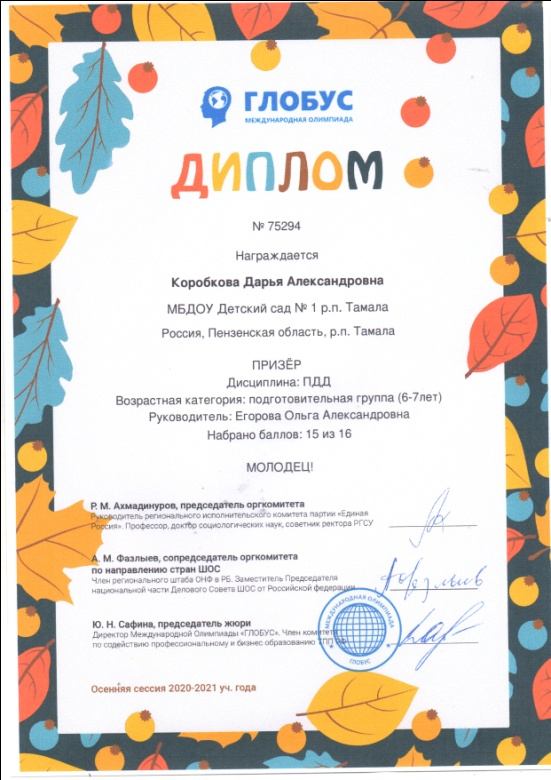 ГЛОБУС
МЕЖДУНАРОДНАЯ ОЛИМПИАДА
ДИПЛОМ
№ 75294
Награждается
Коробкова Дарья Александровна
МБДОУ Детский сад № 1 р.п. Тамала
Россия, Пензенская область, р.п. Тамала
ПРИЗЁР
Дисциплина: ПДД
Возрастная категория: подготовительная группа (6-7лет)
Руководитель: Егорова Ольга Александровна
Набрано баллов: 15 из 16
МОЛОДЕЦ!
Р. М. Ахмадинуров, председатель оргкомитета
Руководитель регионального исполнительского комитета партии «Единая
Россия». Профессор, доктор социологических наук, советник ректора РГСУ
А. М. Фазлыев, сопредседатель оргкомитета
по направлению стран ШОС
Член регионального штаба ОНФ в РБ. Заместитель Председателя
национальной части Делового Совета ШОС от Российской федерации
Ю. Н. Сафина, председатель жюри
Директор Международной Олимпиады «ГЛОБУС». Член комитета
по содействию профессиональному и бизнес образованию ТПП РФ
МЕЖДУНАРОДНАЯ ОЛИМПИАДА
ГЛОБУС
Осенняя сессия 2020-2021 уч. года